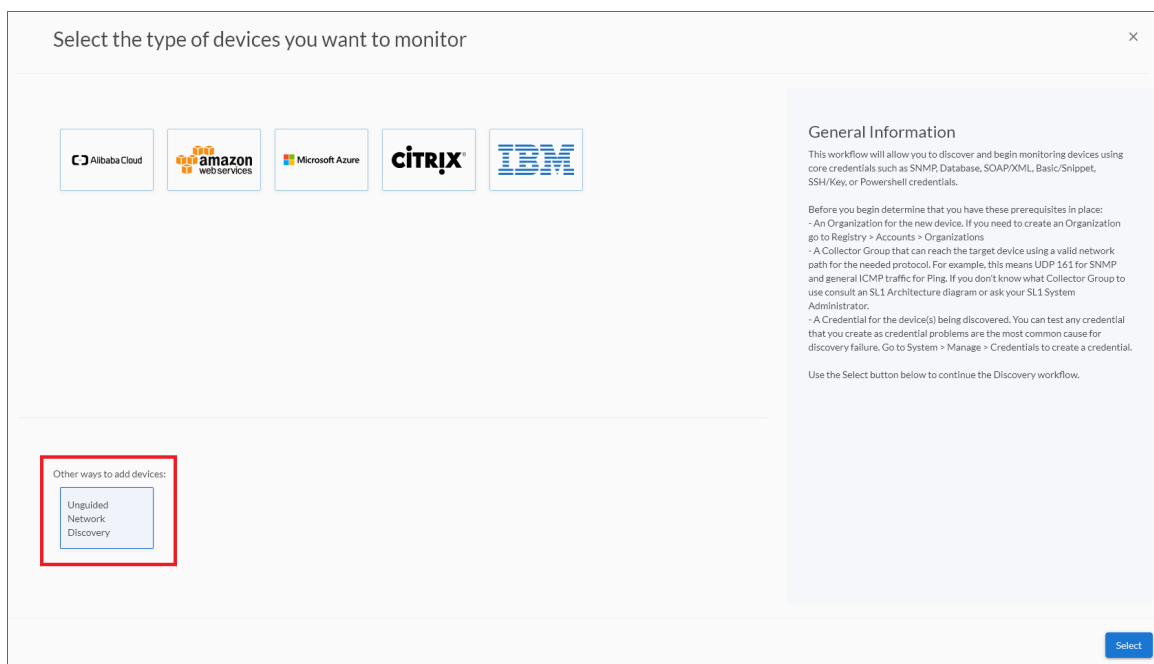 Select the type of devices you want to monitor
×
Alibaba Cloud
amazon
webservices
Microsoft Azure
CİTRIX
IBM
General Information
This workflow will allow you to discover and begin monitoring devices using
core credentials such as SNMP, Database, SOAP/XML, Basic/Snippet,
SSH/Key, or Powershell credentials.
Before you begin determine that you have these prerequisites in place:
- An Organization for the new device. If you need to create an Organization
go to Registry > Accounts > Organizations
- A Collector Group that can reach the target device using a valid network
path for the needed protocol. For example, this means UDP 161 for SNMP
and general ICMP traffic for Ping. If you don't know what Collector Group to
use consult an SL1 Architecture diagram or ask your SL1 System
Administrator.
- A Credential for the device(s) being discovered. You can test any credential
that you create as credential problems are the most common cause for
discovery failure. Go to System > Manage > Credentials to create a credential.
Use the Select button below to continue the Discovery workflow.
Other ways to add devices:
Unguided
Network
Discovery
Select